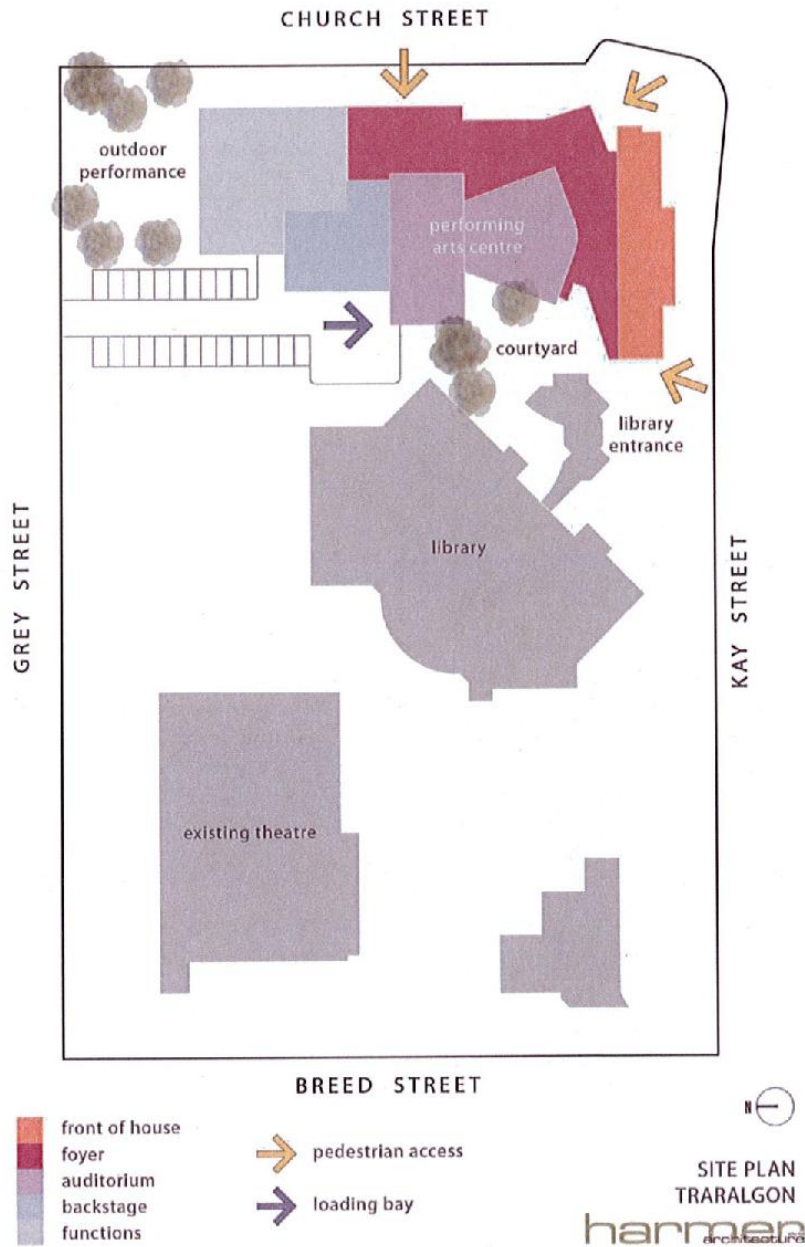 CHURCH STREET
outdoor
performance
performing
arts centre
courtyard
library
entrance
GREY STREET
library
KAY STREET
existing theatre
BREED STREET
N
front of house
foyer
auditorium
backstage
functions
pedestrian access
loading bay
SITE PLAN
TRARALGON
harmer
architecture